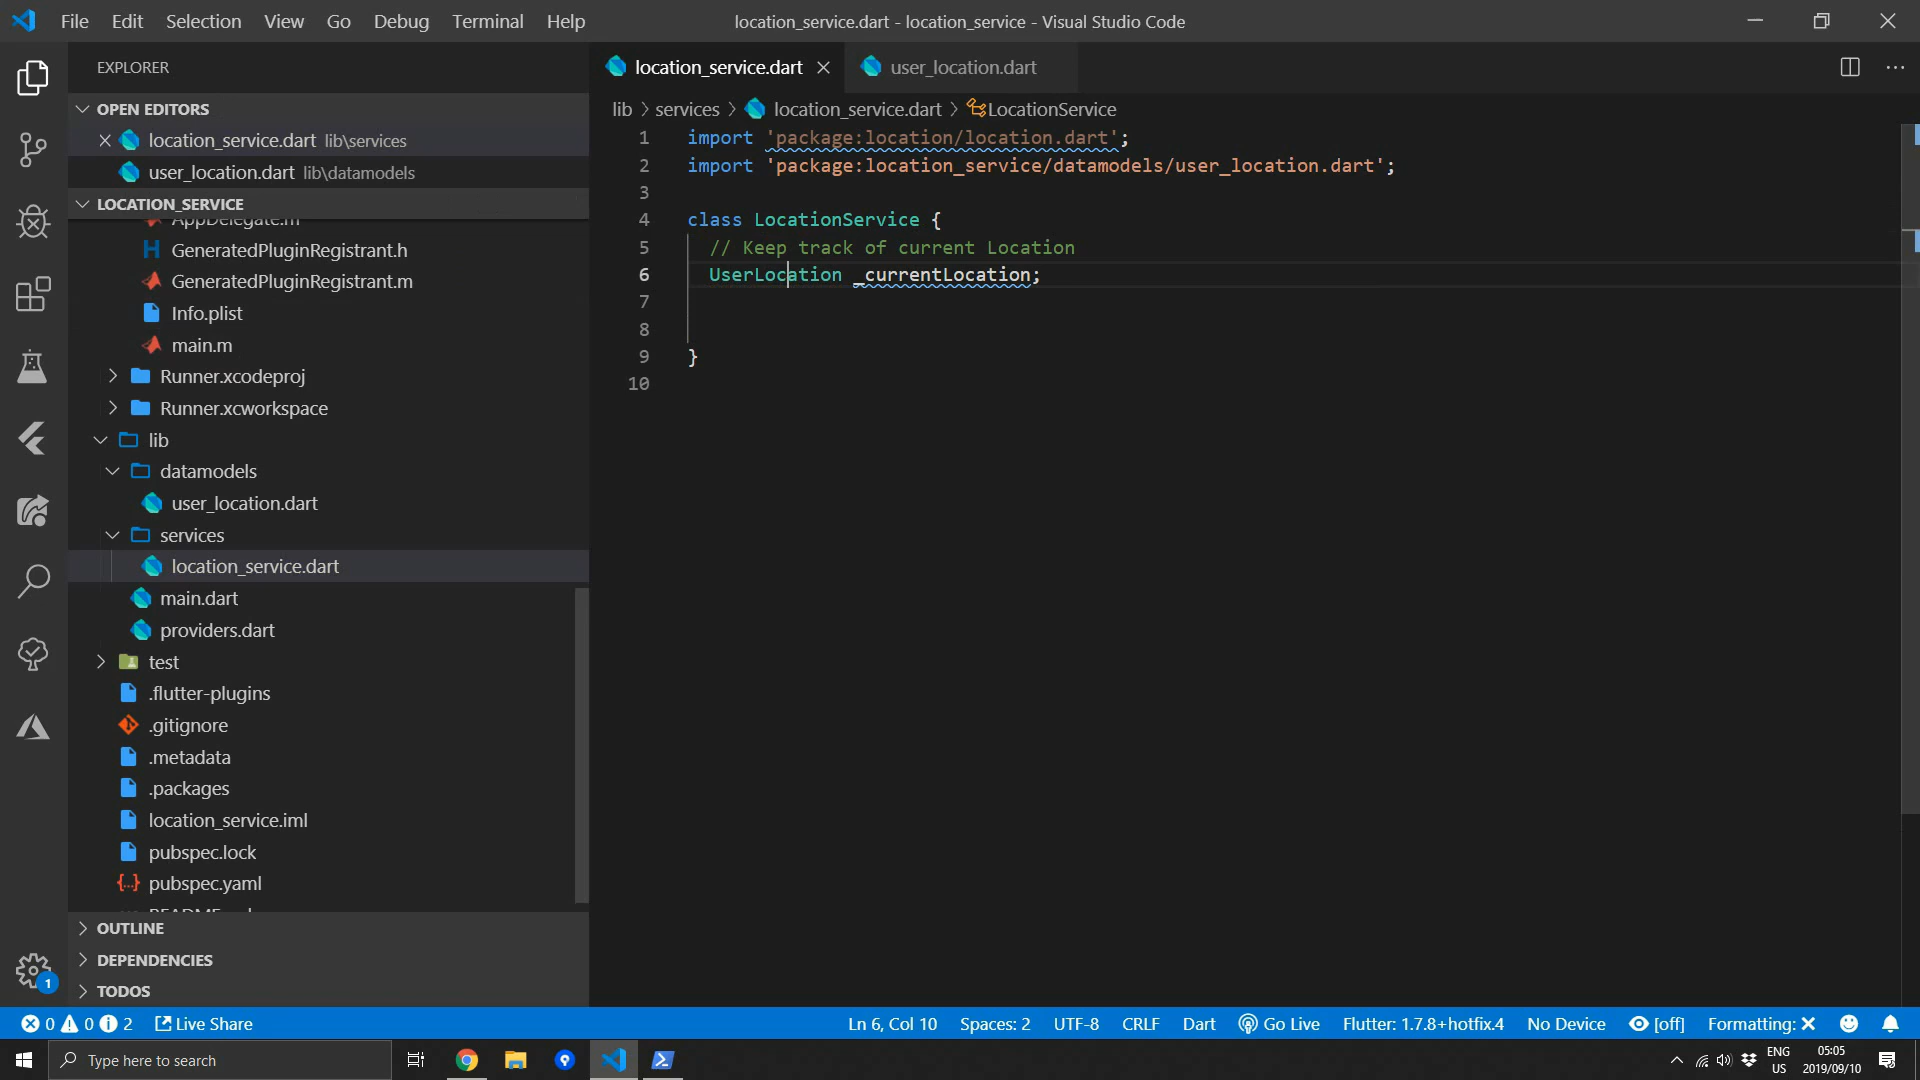 File Edit Selection View Go Debug Terminal Help
location_service.dart - location_service - Visual Studio Code
EXPLORER
OPEN EDITORS
location_service.dart lib\services
user_location.dart lib\datamodels
LOCATION_SERVICE
AppDelegate.m
GeneratedPluginRegistrant.h
GeneratedPluginRegistrant.m
Info.plist
main.m
Runner.xcodeproj
Runner.xcworkspace
lib
datamodels
user_location.dart
services
location_service.dart
main.dart
providers.dart
test
.flutter-plugins
.gitignore
.metadata
.packages
location_service.iml
pubspec.lock
pubspec.yaml
OUTLINE
DEPENDENCIES
TODOS
1
location_service.dart
user_location.dart
lib > services > location_service.dart > LocationService
1 import 'package:location/location.dart';
2 import 'package:location_service/datamodels/user_location.dart';
3
4 class LocationService {
5 // Keep track of current Location
6 UserLocation _currentLocation;
7
8
9 }
10
0 0 2 Live Share
Ln 6, Col 10 Spaces: 2 UTF-8 CRLF Dart Go Live Flutter: 1.7.8+hotfix.4 No Device [off] Formatting: X
Type here to search
ENG
US
05:05
2019/09/10